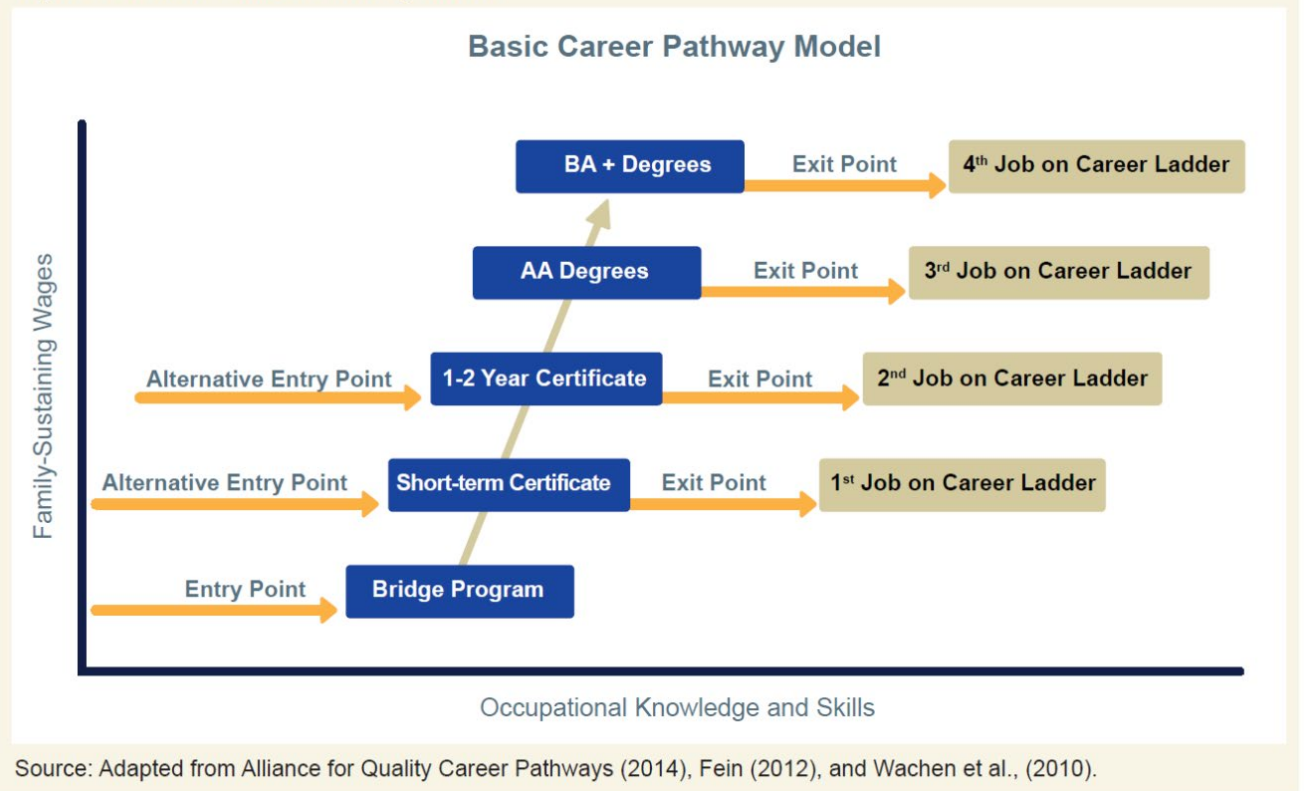 Basic Career Pathway Model
BA + Degrees
Exit Point
4th Job on Career Ladder
AA Degrees
Exit Point
3rd Job on Career Ladder
Alternative Entry Point
1-2 Year Certificate
Exit Point
2nd Job on Career Ladder
Alternative Entry Point
Short-term Certificate
Exit Point
1st Job on Career Ladder
Entry Point
Bridge Program
Family-Sustaining Wages
Occupational Knowledge and Skills
Source: Adapted from Alliance for Quality Career Pathways (2014), Fein (2012), and Wachen et al., (2010).